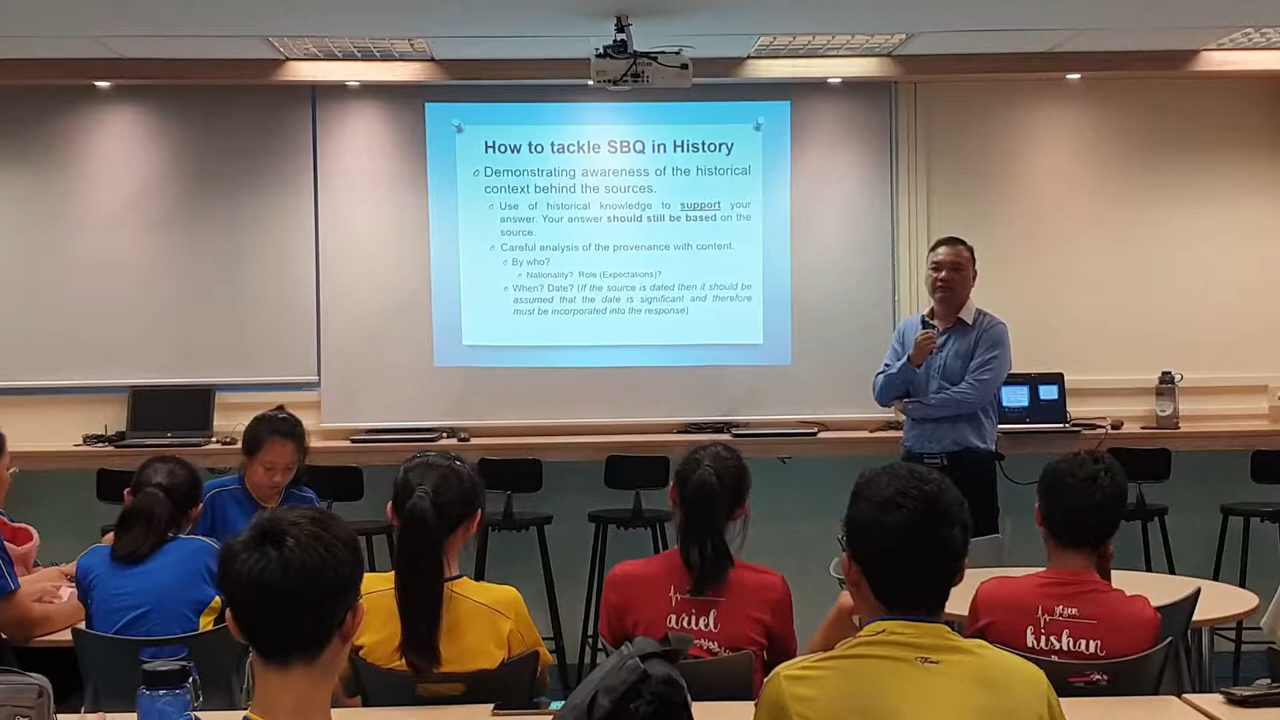 How to tackle SBQ in History
Demonstrating awareness of the historical
context behind the sources.
Use of historical knowledge to support your
answer. Your answer should still be based on the
source.
Careful analysis of the provenance with content.
By who?
Nationality? Role (Expectations)?
When? Date? (If the source is dated then it should be
assumed that the date is significant and therefore
must be incorporated into the response)
ariel
kishan